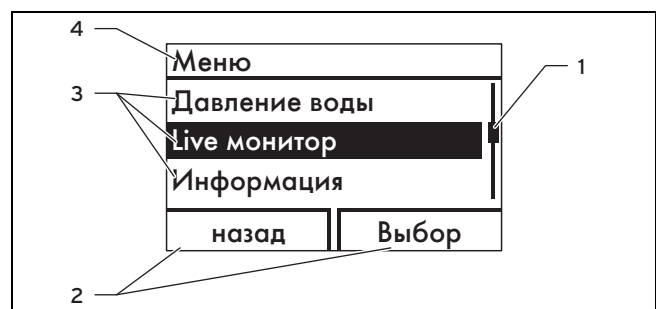 4
Меню
1
3
Давление воды
Live монитор
Информация
назад
Выбор
2